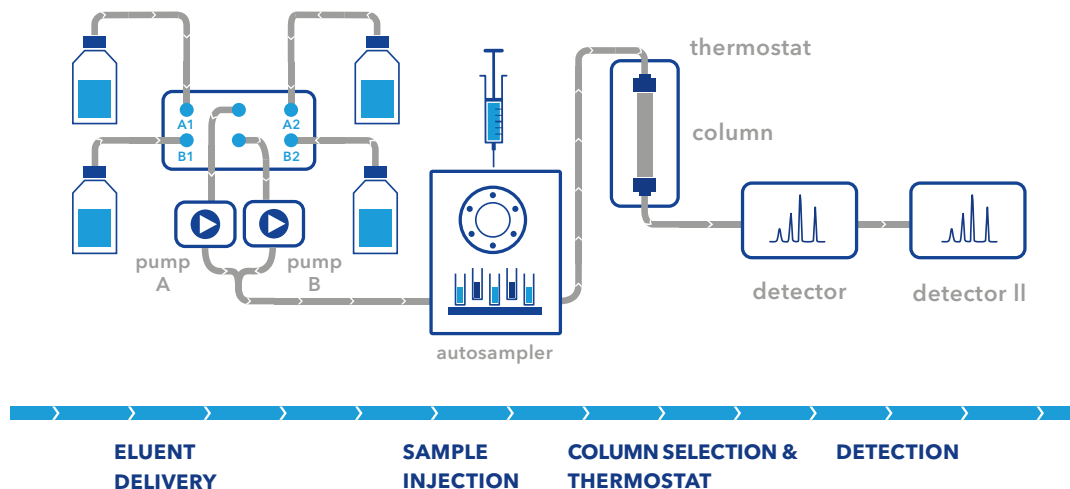 thermostat
column
A1
A2
B1
B2
pump
A
pump
B
detector
detector II
autosampler
ELUENT
DELIVERY
SAMPLE
INJECTION
COLUMN SELECTION &
THERMOSTAT
DETECTION